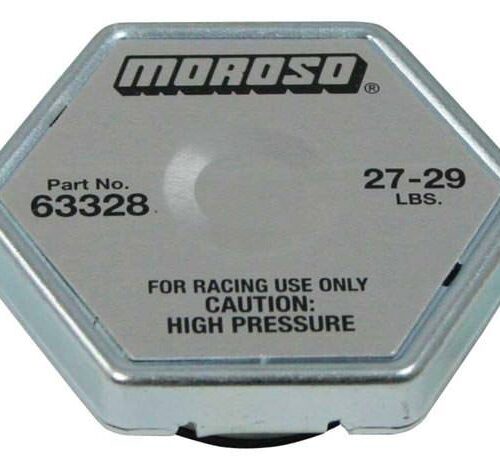 MOROSO®
Part No.
63328
27-29
LBS.
FOR RACING USE ONLY
CAUTION:
HIGH PRESSURE